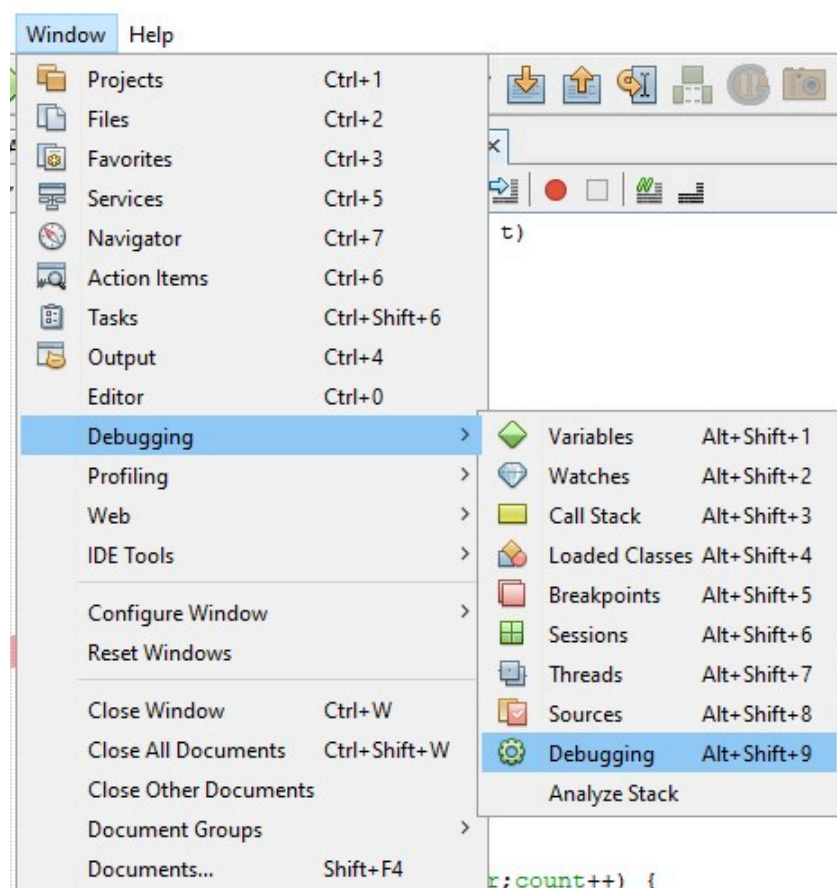 Window Help
Projects Ctrl+1
Files Ctrl+2
Favorites Ctrl+3
Services Ctrl+5
t)
Navigator Ctrl+7
Action Items Ctrl+6
Tasks Ctrl+Shift+6
Output Ctrl+4
Editor Ctrl+0
Debugging >
Profiling >
Web >
IDE Tools >
Configure Window >
Reset Windows
Close Window Ctrl+W
Close All Documents Ctrl+Shift+W
Close Other Documents
Document Groups >
Documents... Shift+F4
Variables Alt+Shift+1
Watches Alt+Shift+2
Call Stack Alt+Shift+3
Loaded Classes Alt+Shift+4
Breakpoints Alt+Shift+5
Sessions Alt+Shift+6
Threads Alt+Shift+7
Sources Alt+Shift+8
Debugging Alt+Shift+9
Analyze Stack
r;count++) {